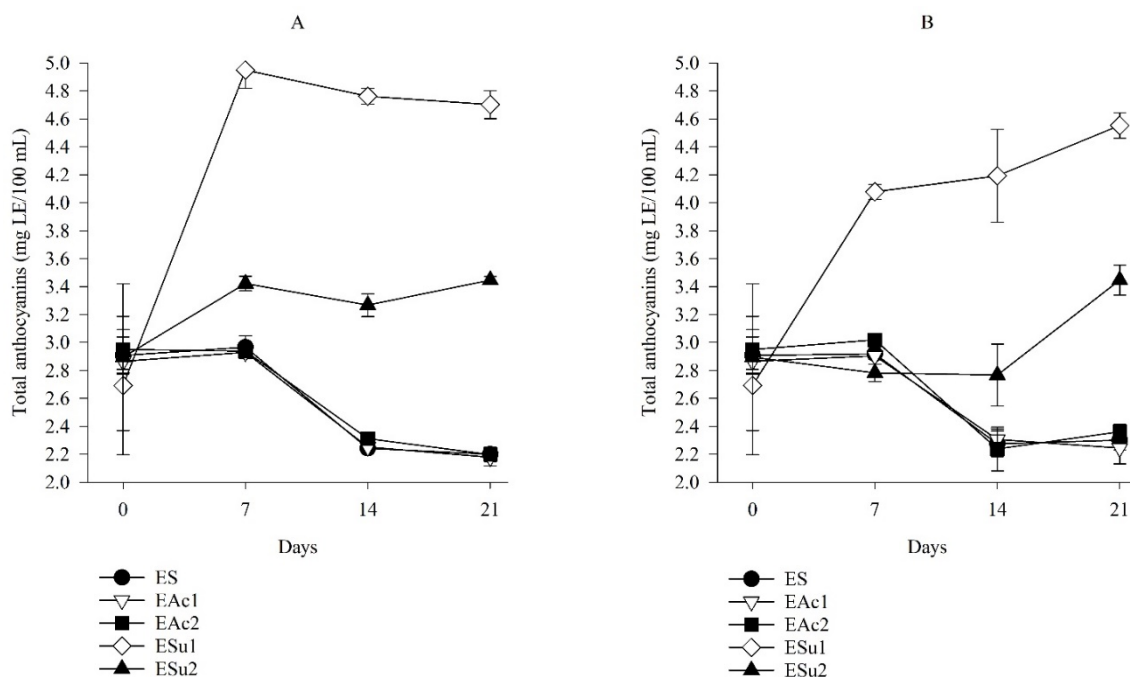 A
Total anthocyanins (mg LE/100 mL)
5.0
4.8
4.6
4.4
4.2
4.0
3.8
3.6
3.4
3.2
3.0
2.8
2.6
2.4
2.2
2.0
0 7 14 21
Days
ES
EAc1
EAc2
ESu1
ESu2
B
Total anthocyanins (mg LE/100 mL)
5.0
4.8
4.6
4.4
4.2
4.0
3.8
3.6
3.4
3.2
3.0
2.8
2.6
2.4
2.2
2.0
0 7 14 21
Days
ES
EAc1
EAc2
ESu1
ESu2